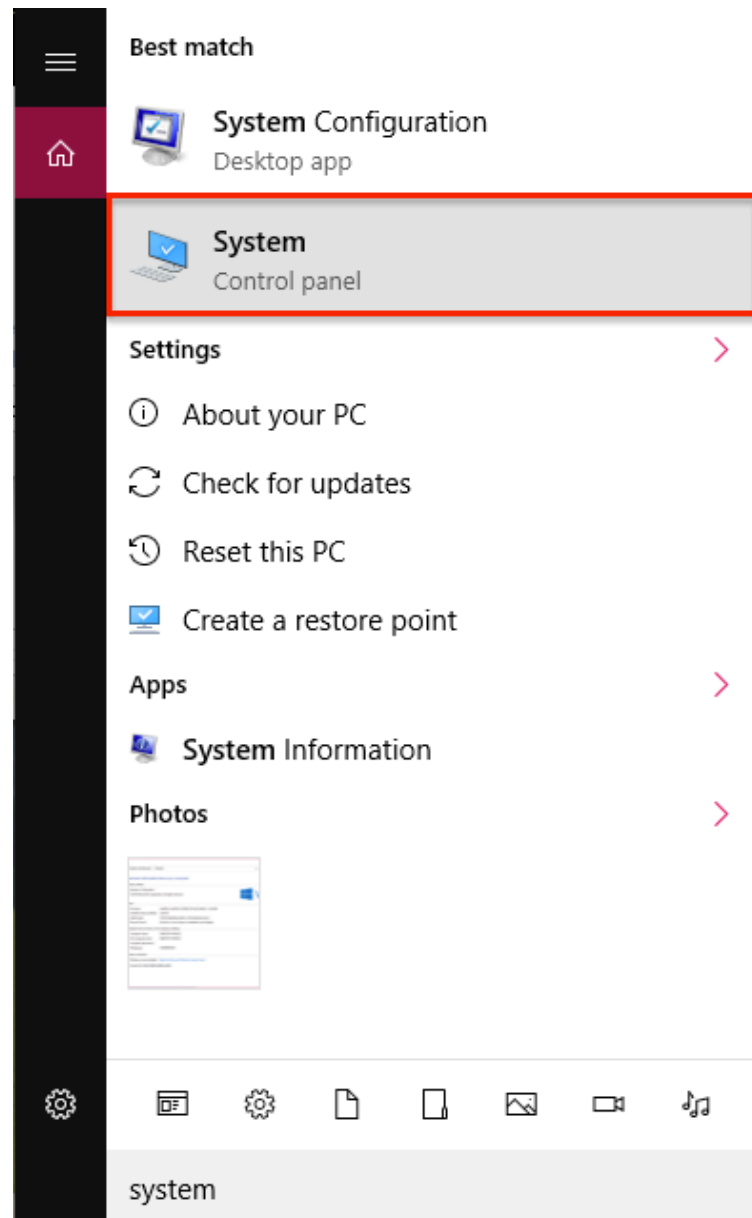 Best match
System Configuration
Desktop app
System
Control panel
Settings
About your PC
Check for updates
Reset this PC
Create a restore point
Apps
System Information
Photos
system